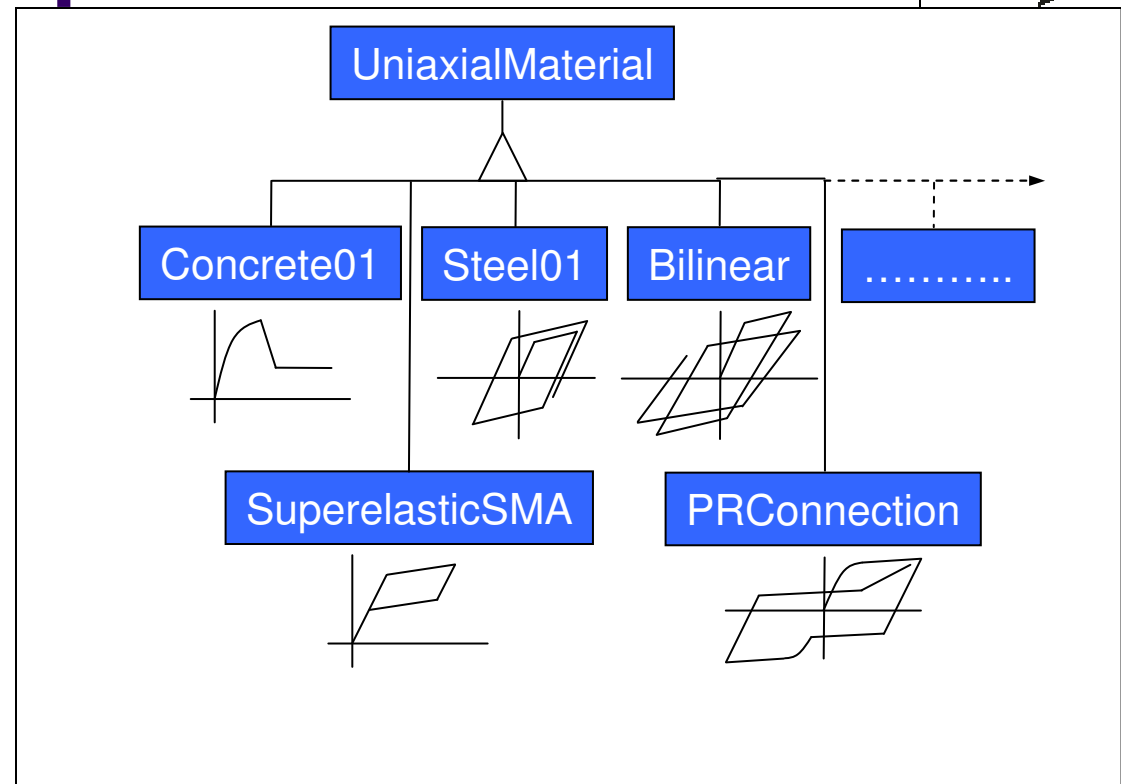 UniaxialMaterial
Concrete01
Steel01
Bilinear
………..
SuperelasticSMA
PRConnection